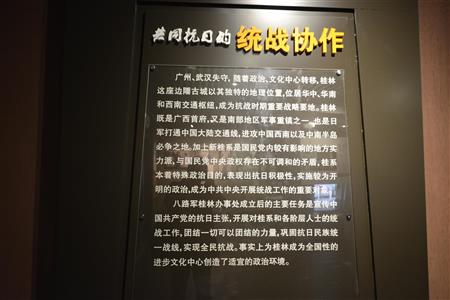 共同抗日的 统战协作
广州、武汉失守,随着政治、文化中心转移,桂林
这座边陲古城以其独特的地理位置,位居华中、华南
和西南交通枢纽,成为抗战时期重要战略要地。桂林
既是广西首府,又是南部地区军事重镇之一,也是日
军打通中国大陆交通线,进攻中国西南以及中南半岛
必争之地。加上新桂系是国民党内较有影响的地方实
力派,与国民党中央政权存在不可调和的矛盾,桂系
本着特殊政治目的,表现出抗日积极性,实施较为开
明的政治,成为中共中央开展统战工作的重要对象。
八路军桂林办事处成立后的主要任务是宣传中
国共产党的抗日主张,开展对桂系和各阶层人士的统
战工作,团结一切可以团结的力量,巩固抗日民族统
一战线,实现全民抗战。事实上为桂林成为全国性的
进步文化中心创造了适宜的政治环境。